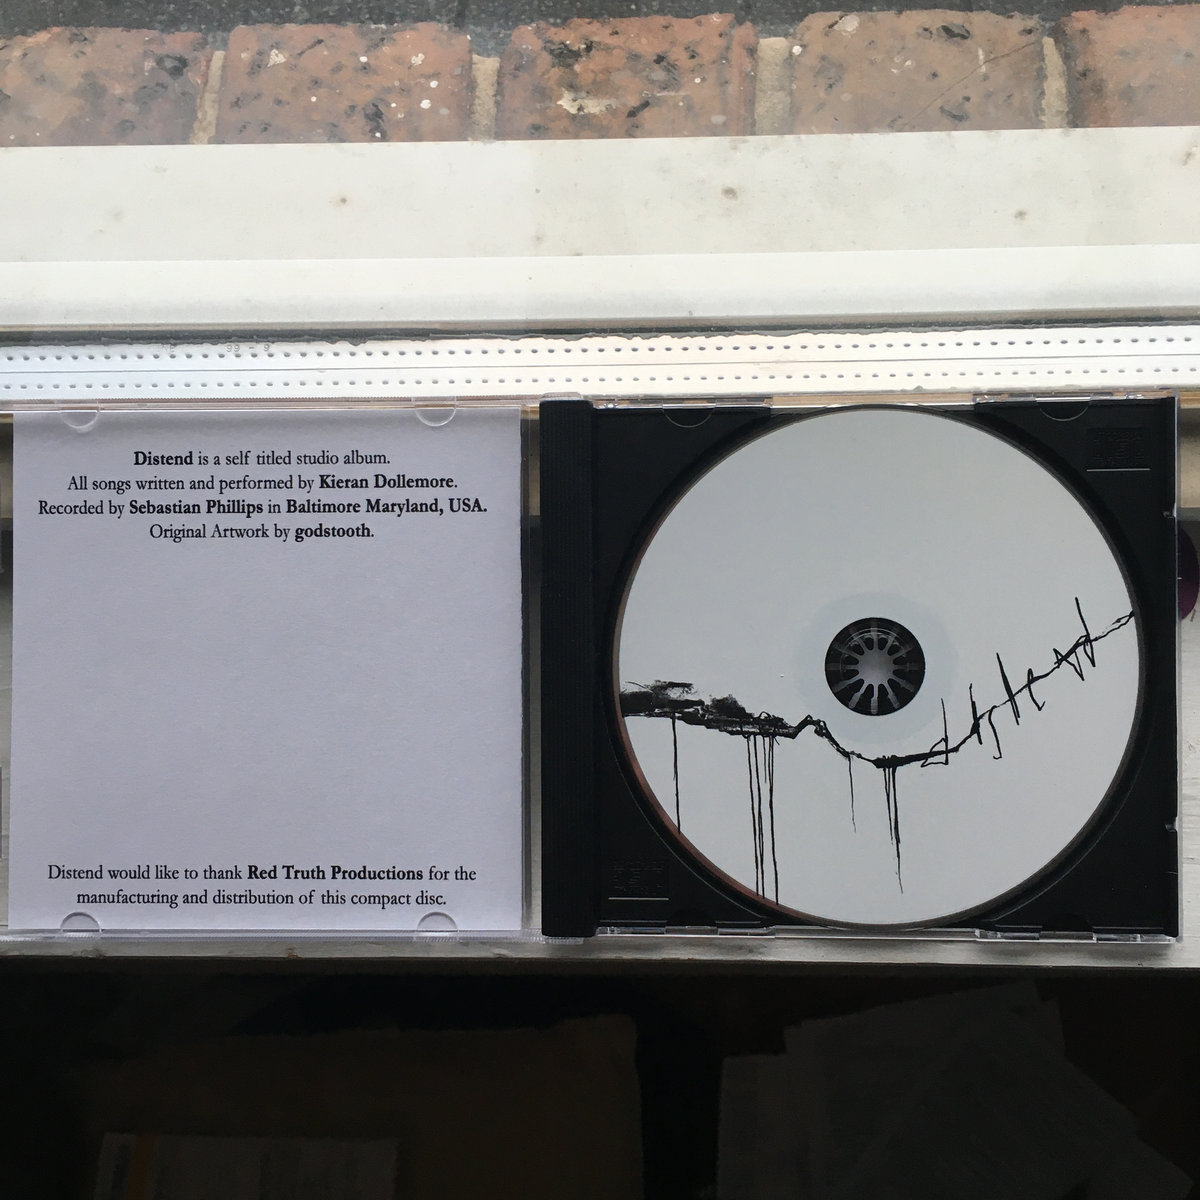 Distend is a self titled studio album.
All songs written and performed by Kieran Dollemore.
Recorded by Sebastian Phillips in Baltimore Maryland, USA.
Original Artwork by godstooth.
Distend would like to thank Red Truth Productions for the
manufacturing and distribution of this compact disc.
distend